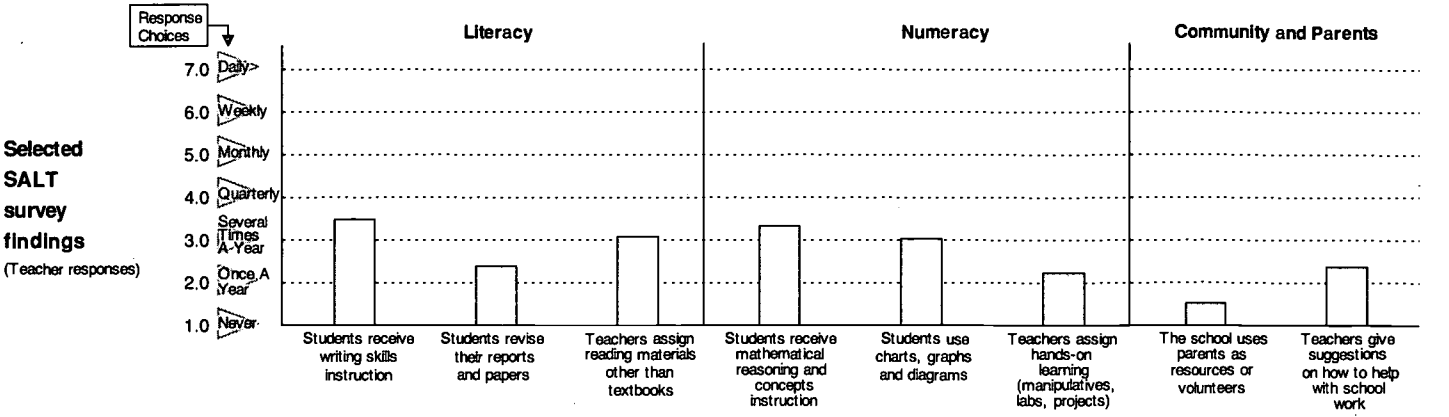 Response
Choices
Literacy
Numeracy
Community and Parents
7.0 Daily
6.0 Weekly
5.0 Monthly
4.0 Quarterly
Several
3.0 Times
A-Year
Once A
2.0 Year
1.0 Never
Selected
SALT
survey
findings
(Teacher responses)
Students receive
writing skills
instruction
Students revise
their reports
and papers
Teachers assign
reading materials
other than
textbooks
Students receive
mathematical
reasoning and
concepts
instruction
Students use
charts, graphs
and diagrams
Teachers assign
hands-on
learning
(manipulatives,
labs, projects)
The school uses
parents as
resources or
volunteers
Teachers give
suggestions
on how to help
with school
work